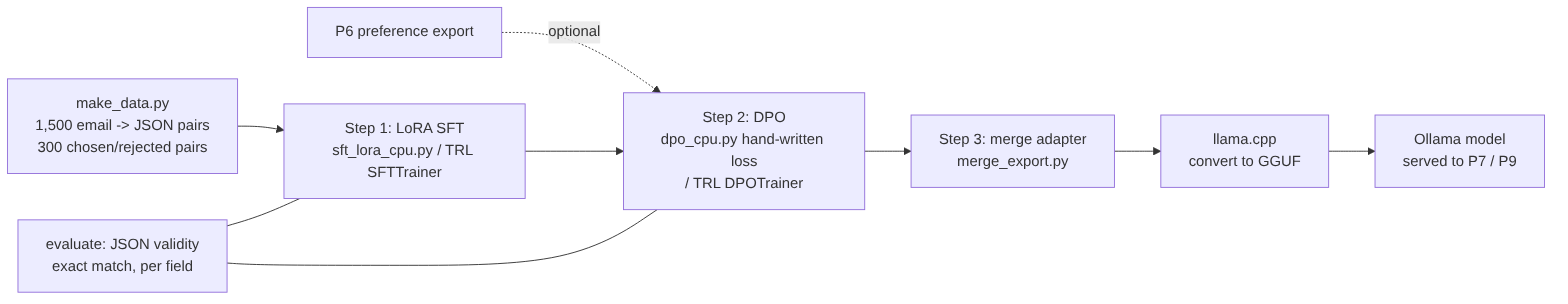 P6 preference export
optional
make_data.py
1,500 email -> JSON pairs
300 chosen/rejected pairs
Step 1: LoRA SFT
sft_lora_cpu.py / TRL
SFTTrainer
Step 2: DPO
dpo_cpu.py hand-written
loss
/ TRL DPOTrainer
Step 3: merge adapter
merge_export.py
llama.cpp
convert to GGUF
Ollama model
served to P7 / P9
evaluate: JSON validity
exact match, per field